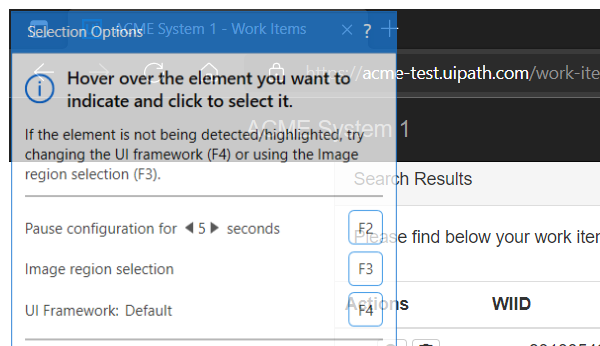 Selection Options
ACME System 1 - Work Items
?
https://acme-test.uipath.com/work-ite
Hover over the element you want to
indicate and click to select it.
ACME System 1
If the element is not being detected/highlighted, try
changing the UI framework (F4) or using the Image
region selection (F3).
Search Results
Pause configuration for 5 seconds
F2
Please find below your work iter
Image region selection
F3
Actions
WIID
UI Framework: Default
F4